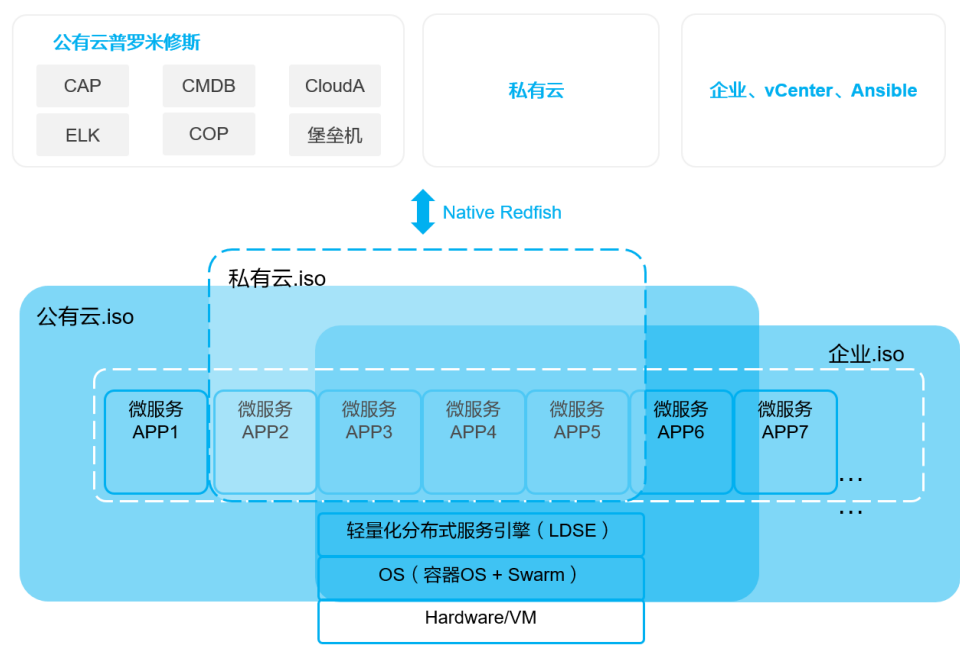 公有云普罗米修斯
CAP
CMDB
CloudA
ELK
COP
堡垒机
私有云
企业、vCenter、Ansible
Native Redfish
私有云.iso
公有云.iso
企业.iso
微服务
APP1
微服务
APP2
微服务
APP3
微服务
APP4
微服务
APP5
微服务
APP6
微服务
APP7
...
...
轻量化分布式服务引擎（LDSE）
OS（容器OS + Swarm）
Hardware/VM